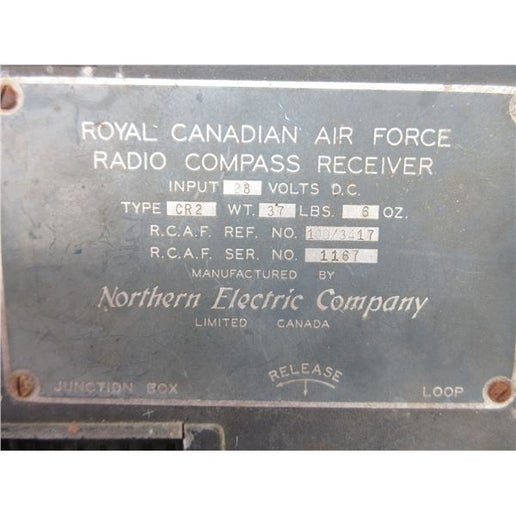 ROYAL CANADIAN AIR FORCE
RADIO COMPASS RECEIVER
INPUT 28 VOLTS D.C.
TYPE CR2 WT. 37 LBS. 6 OZ.
R.C.A.F. REF. NO.
R.C.A.F. SER. NO. 1167
MANUFACTURED BY
Northern Electric Company
LIMITED CANADA
RELEASE
JUNCTION BOX LOOP